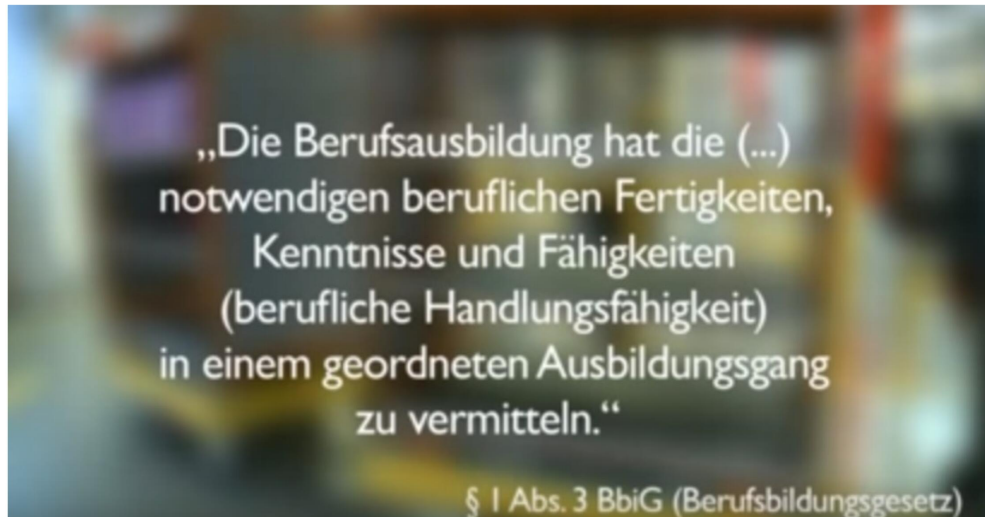 „Die Berufsausbildung hat die (...)
notwendigen beruflichen Fertigkeiten,
Kenntnisse und Fähigkeiten
(berufliche Handlungsfähigkeit)
in einem geordneten Ausbildungsgang
zu vermitteln.“
§ 1 Abs. 3 BbiG (Berufsbildungsgesetz)